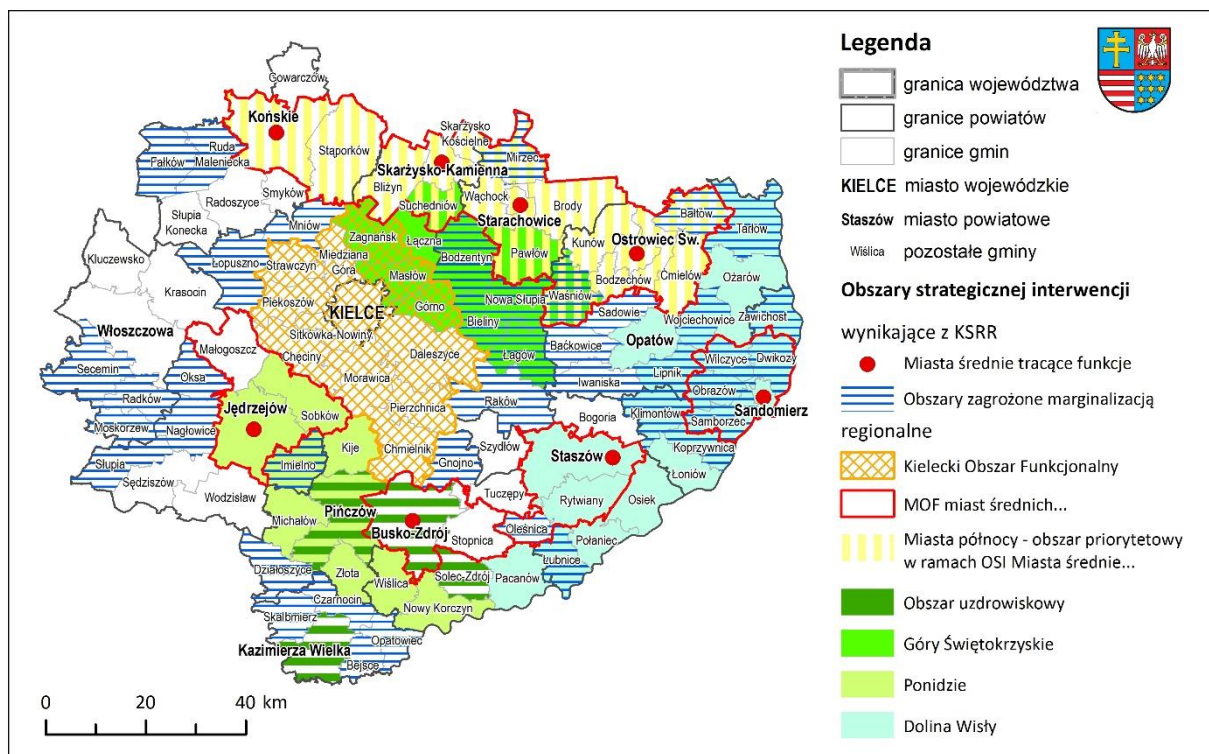 Legenda
granica województwa
granice powiatów
granice gmin
KIELCE miasto wojewódzkie
Staszów miasto powiatowe
Wiślica pozostałe gminy
Obszary strategicznej interwencji
wynikające z KSRR
Miasta średnie tracące funkcje
Obszary zagrożone marginalizacją
regionalne
Kielecki Obszar Funkcjonalny
MOF miast średnich...
Miasta północy - obszar priorytetowy
w ramach OSI Miasta średnie...
Obszar uzdrowiskowy
Góry Świętokrzyskie
Ponidzie
Dolina Wisły
Gowarczów
Końskie
Stąporków
Skarżysko
Kościelne
Ruda
Maleniecka
Fałków
Mirzec
Skarżysko-Kamienna
Bliżyn
Smyków
Radoszyce
Suchedniów
Wąchock
Brody
Starachowice
Słupia
Konecka
Mniów
Zagnańsk
Łączna
Bałtów
Tarłów
Kunów
Ostrowiec Św.
Pawłów
Kluczewsko
Łopuszno
Strawczyn
Miedziana
Góra
Masłów
Bodzentyn
Bodzechów
Ćmielów
Ożarów
Krasocin
Piekoszów
KIELCE
Górno
Nowa Słupia
Waśniów
Sadowie
Wojciechowice
Zawichost
Włoszczowa
Sitkówka-Nowiny
Bieliny
Baćkowice
Opatów
Małogoszcz
Chęciny
Daleszyce
Łagów
Wilczyce
Dwikozy
Secemin
Oksa
Morawica
Iwaniska
Lipnik
Obrazów
Radków
Jędrzejów
Sobków
Pierzchnica
Raków
Bogoria
Klimontów
Samborzec
Sandomierz
Moskorzew
Nagłowice
Kije
Chmielnik
Gnojno
Szydłów
Staszów
Koprzywnica
Słupia
Imielno
Łoniów
Sędziszów
Wodzisław
Tuczępy
Rytwiany
Osiek
Michałów
Pińczów
Busko-Zdrój
Stopnica
Oleśnica
Połaniec
Łubnice
Działoszyce
Złota
Wiślica
Solec-Zdrój
Pacanów
Czarnocin
Nowy Korczyn
Skalbmierz
Opatowiec
Kazimierza Wielka
Bejsce
0 20 40 km